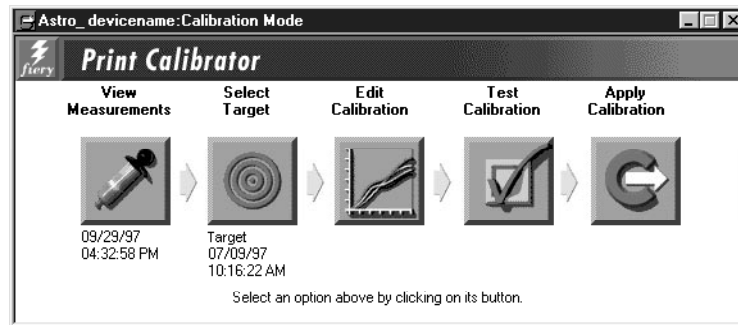 Astro_ devicename:Calibration Mode
fiery
Print Calibrator
View Measurements
Select Target
Edit Calibration
Test Calibration
Apply Calibration
09/29/97
04:32:58 PM
Target
07/09/97
10:16:22 AM
Select an option above by clicking on its button.